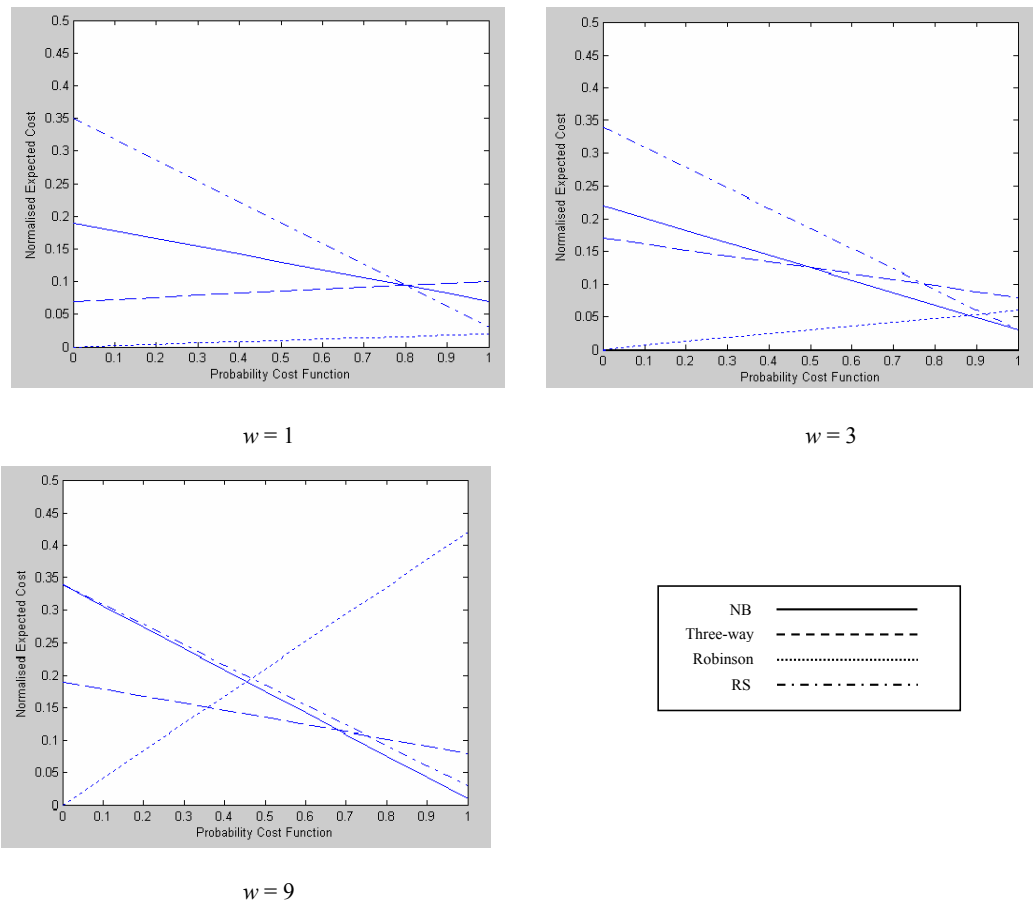 0.5
0.45
0.4
0.35
0.3
0.25
0.2
0.15
0.1
0.05
0
Normalised Expected Cost
0 0.1 0.2 0.3 0.4 0.5 0.6 0.7 0.8 0.9 1
Probability Cost Function
w = 1
0.5
0.45
0.4
0.35
0.3
0.25
0.2
0.15
0.1
0.05
0
Normalised Expected Cost
0 0.1 0.2 0.3 0.4 0.5 0.6 0.7 0.8 0.9 1
Probability Cost Function
w = 3
0.5
0.45
0.4
0.35
0.3
0.25
0.2
0.15
0.1
0.05
0
Normalised Expected Cost
0 0.1 0.2 0.3 0.4 0.5 0.6 0.7 0.8 0.9 1
Probability Cost Function
w = 9
NB
Three-way
Robinson
RS